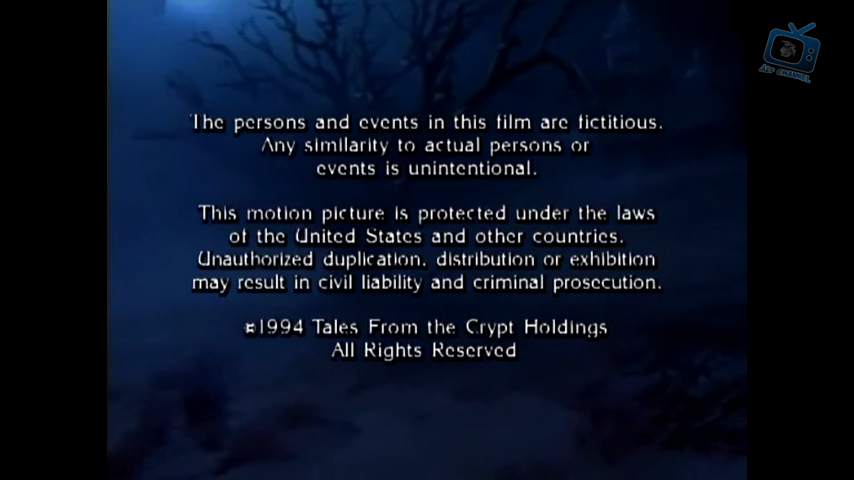 The persons and events in this film are fictitious.
Any similarity to actual persons or
events is unintentional.
This motion picture is protected under the laws
of the United States and other countries.
Unauthorized duplication, distribution or exhibition
may result in civil liability and criminal prosecution.
©1994 Tales From the Crypt Holdings
All Rights Reserved
ACF CHANNEL